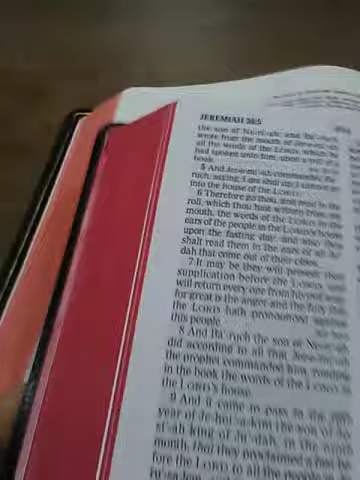 JEREMIAH 36:5
the son of Ne-ri-ah: and Ba-ruch
wrote from the mouth of Jere-mi-ah
all the words of the LORD, which he
had spoken unto him, upon a roll of a
book.
5 And Jere-mi-ah commanded Ba-
ruch, saying, I am shut up; I cannot go
into the house of the LORD:
6 Therefore go thou, and read in the
roll, which thou hast written from my
mouth, the words of the LORD in the
ears of the people in the LORD's house
upon the fasting day: and also thou
shalt read them in the ears of all Ju-
dah that come out of their cities.
7 It may be they will present their
supplication before the LORD, and
will return every one from his evil way:
for great is the anger and the fury that
the LORD hath pronounced against
this people.
8 And Ba-ruch the son of Ne-ri-ah
did according to all that Jere-mi-ah
the prophet commanded him, reading
in the book the words of the LORD in
the LORD's house.
9 And it came to pass in the fifth
year of Je-hoi-a-kim the son of Jo-
si-ah king of Ju-dah, in the ninth
month, that they proclaimed a fast be-
fore the LORD to all the people in